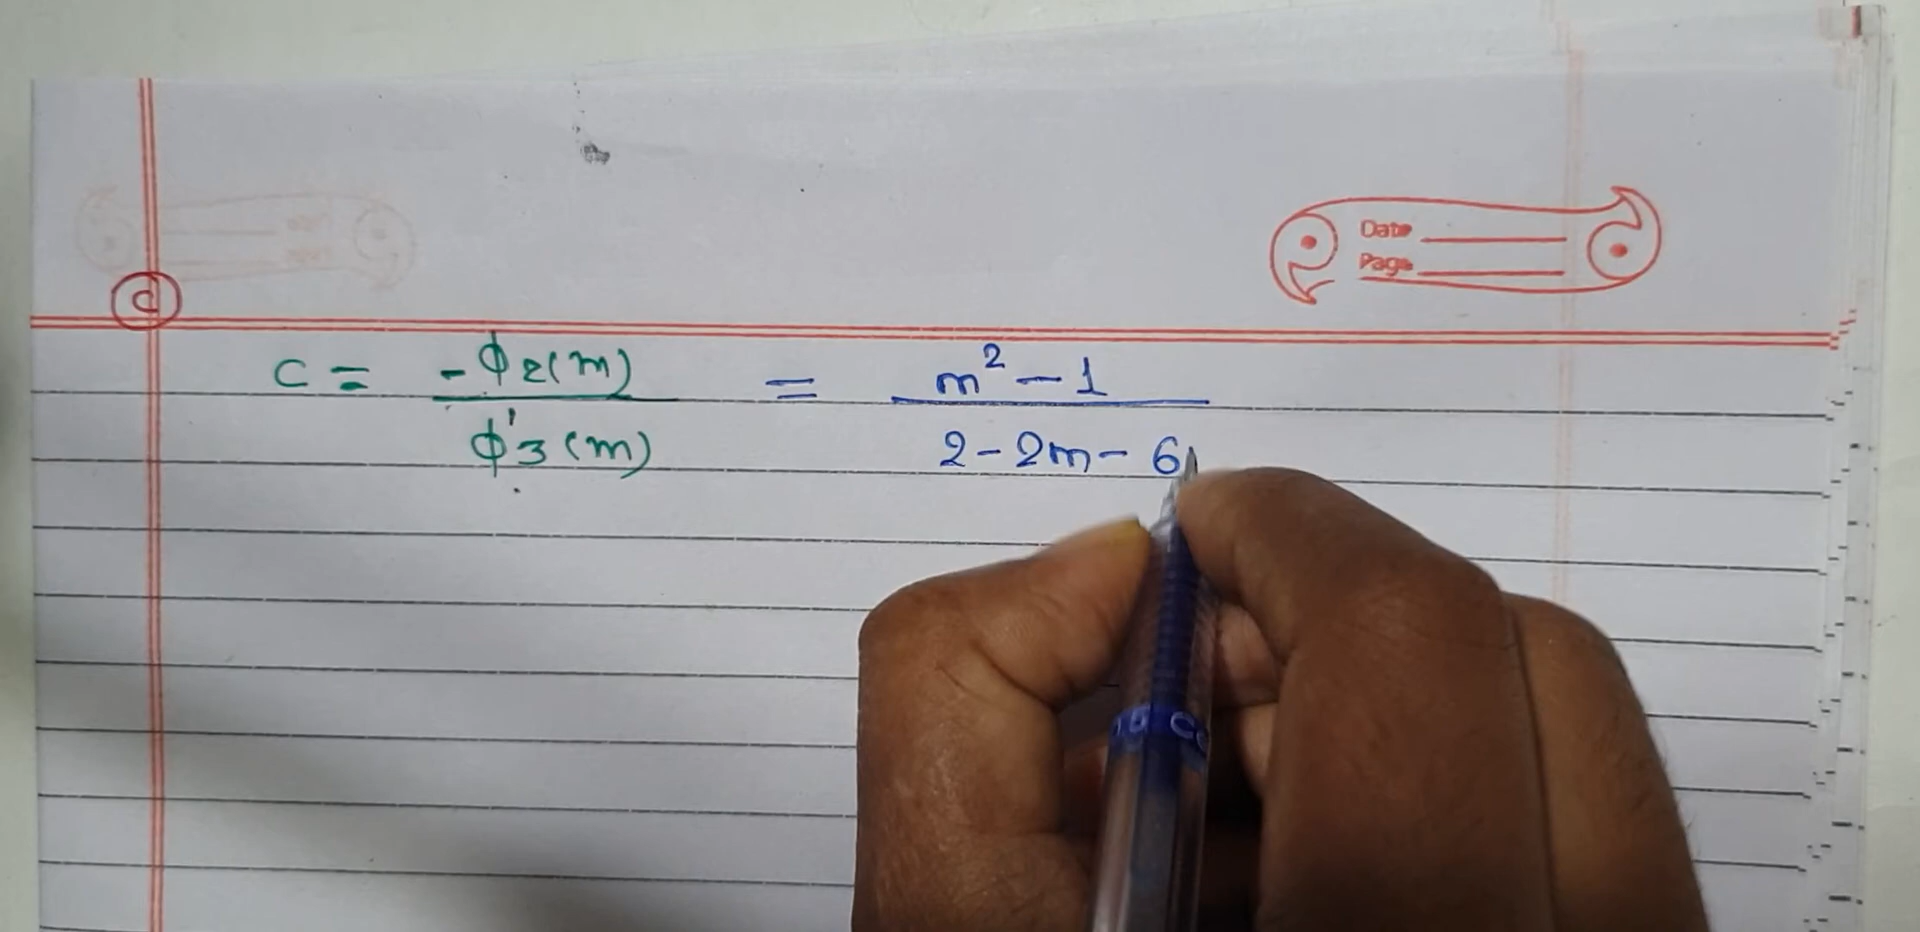 Date
Page
C
C = -ϕ2(m) / ϕ'3(m) = m² - 1 / 2 - 2m - 6